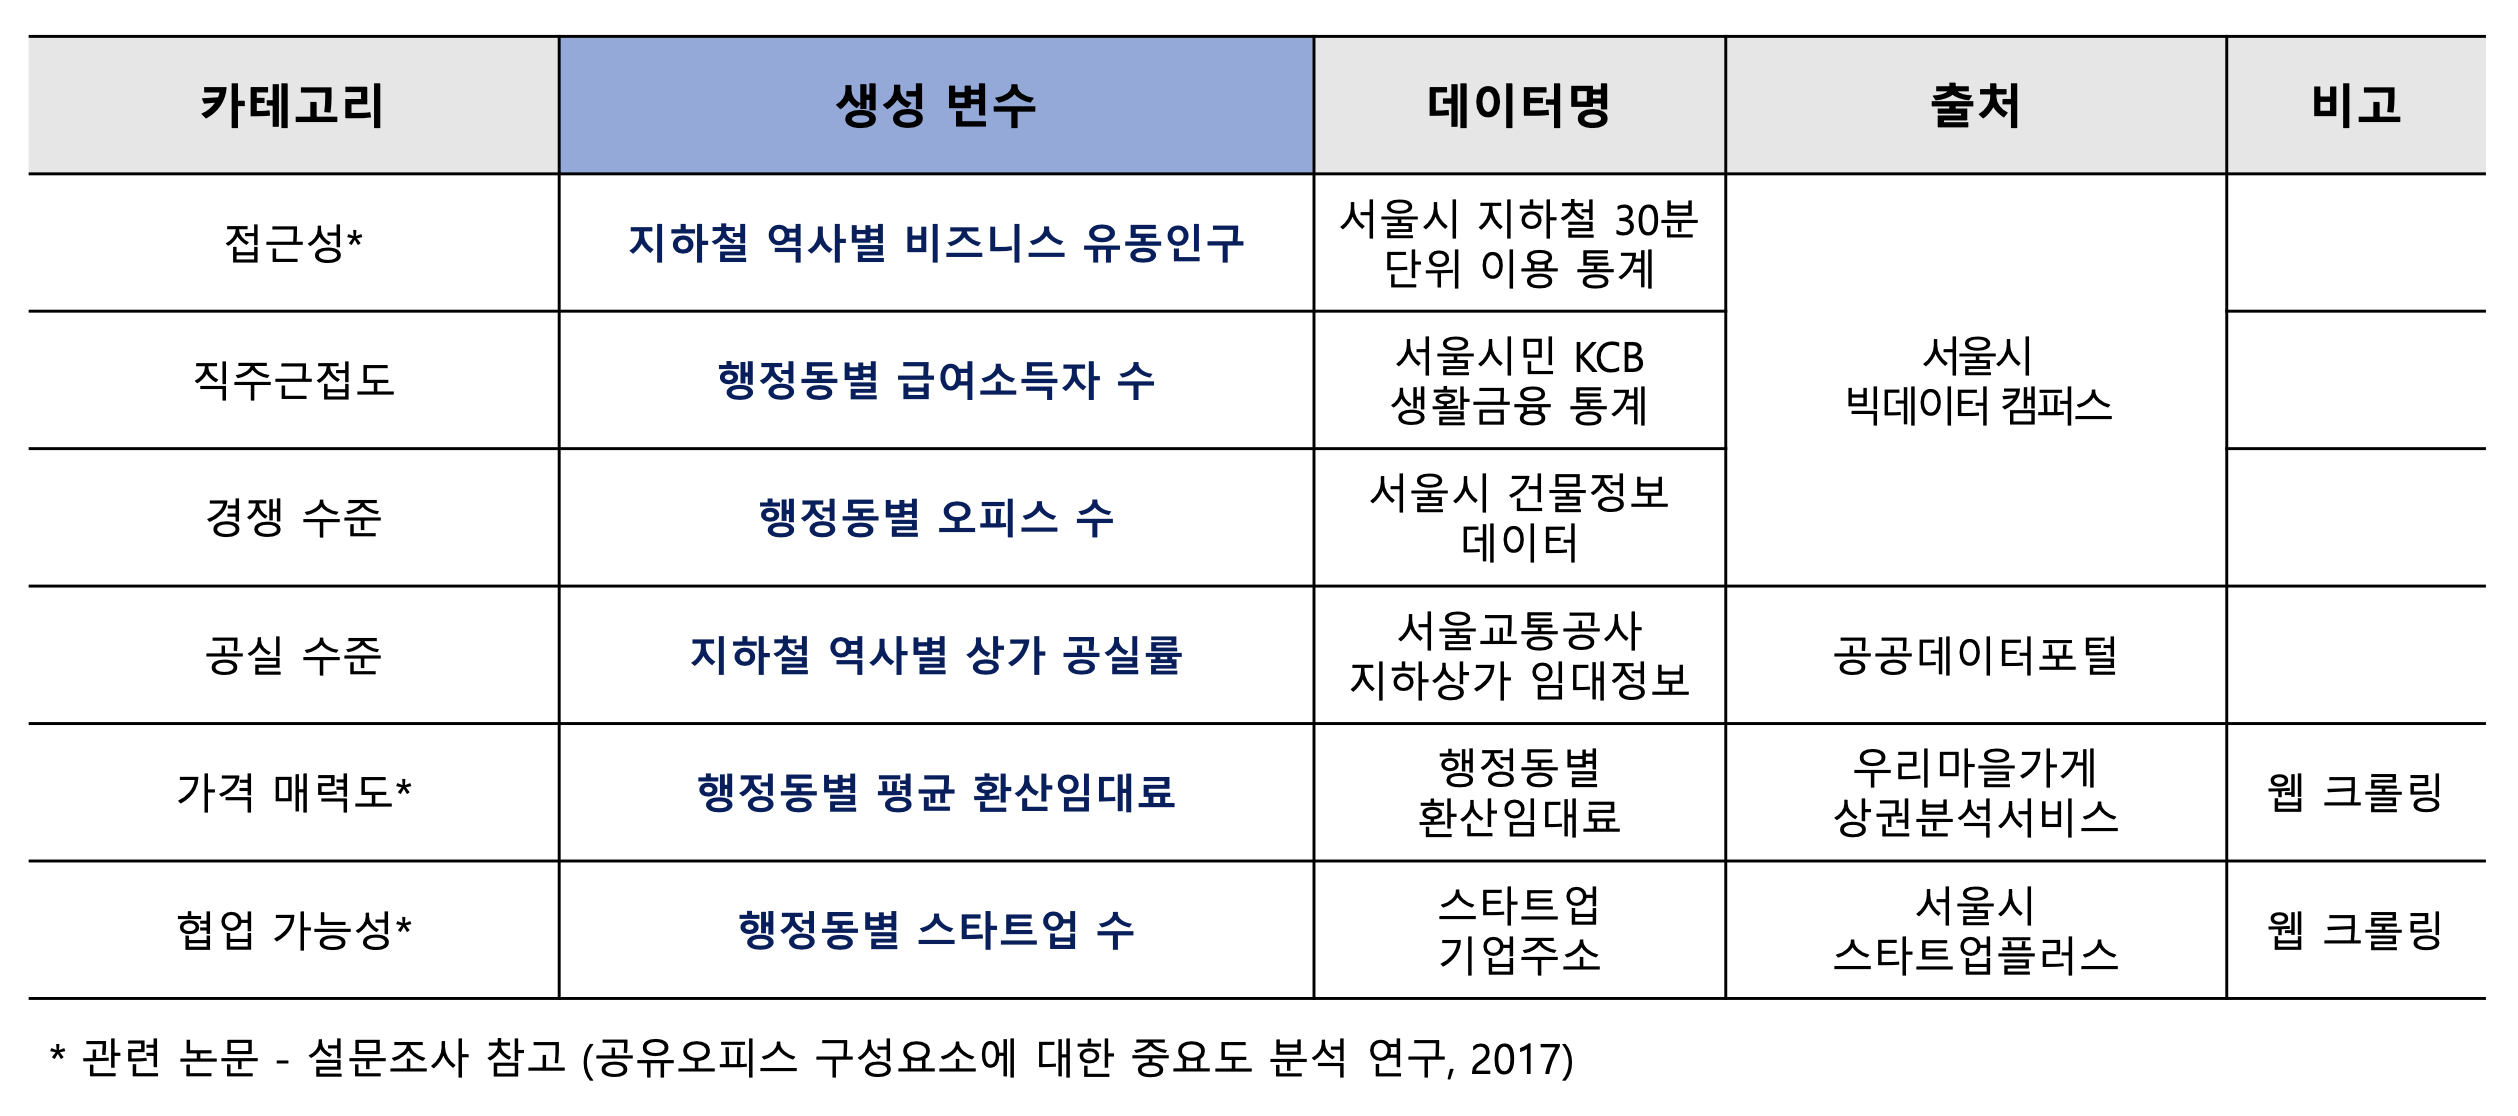 카테고리 생성 변수 데이터명 출처 비고
접근성* 지하철 역사별 비즈니스 유동인구 서울시 지하철 30분
단위 이용 통계
직주근접도 행정동별 급여소득자 수 서울시민 KCB
생활금융 통계
서울시
빅데이터 캠퍼스
경쟁 수준 행정동별 오피스 수 서울시 건물정보
데이터
공실 수준 지하철 역사별 상가 공실률 서울교통공사
지하상가 임대정보
공공데이터포털
가격 매력도* 행정동별 평균 환산임대료 행정동별
환산임대료
우리마을가게
상권분석서비스
웹 크롤링
협업 가능성* 행정동별 스타트업 수 스타트업
기업주소
서울시
스타트업플러스
웹 크롤링
* 관련 논문 - 설문조사 참고 (공유오피스 구성요소에 대한 중요도 분석 연구, 2017)